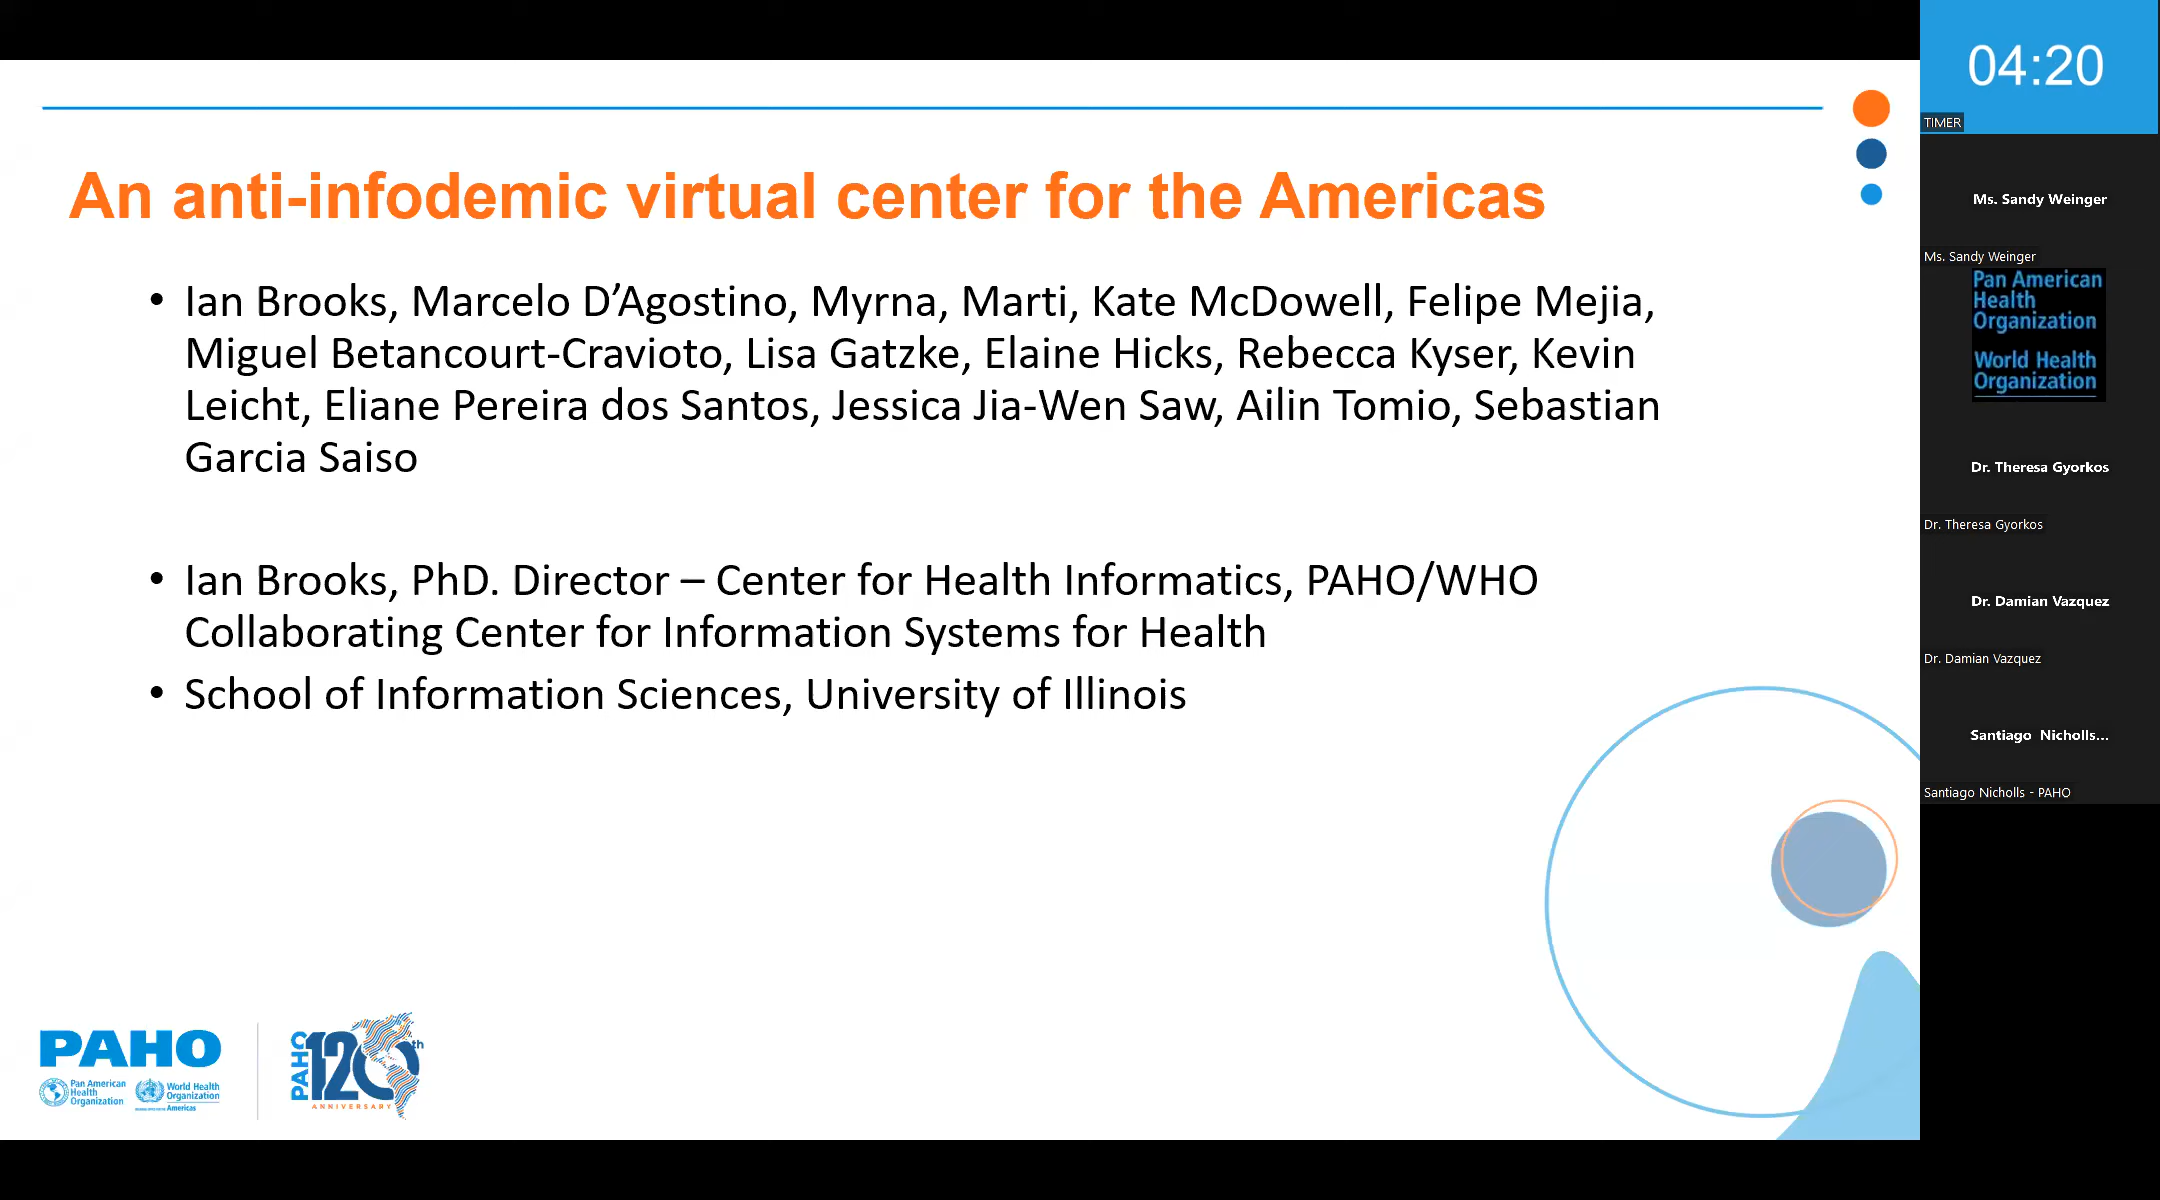 An anti-infodemic virtual center for the Americas
• Ian Brooks, Marcelo D’Agostino, Myrna, Marti, Kate McDowell, Felipe Mejia,
Miguel Betancourt-Cravioto, Lisa Gatzke, Elaine Hicks, Rebecca Kyser, Kevin
Leicht, Eliane Pereira dos Santos, Jessica Jia-Wen Saw, Ailin Tomio, Sebastian
Garcia Saiso
• Ian Brooks, PhD. Director – Center for Health Informatics, PAHO/WHO
Collaborating Center for Information Systems for Health
• School of Information Sciences, University of Illinois
PAHO
Pan American
Health
Organization
World Health
Organization
Americas
PAHO
120th
ANNIVERSARY
04:20
TIMER
Ms. Sandy Weinger
Ms. Sandy Weinger
Pan American
Health
Organization
World Health
Organization
Dr. Theresa Gyorkos
Dr. Theresa Gyorkos
Dr. Damian Vazquez
Dr. Damian Vazquez
Santiago Nicholls...
Santiago Nicholls - PAHO